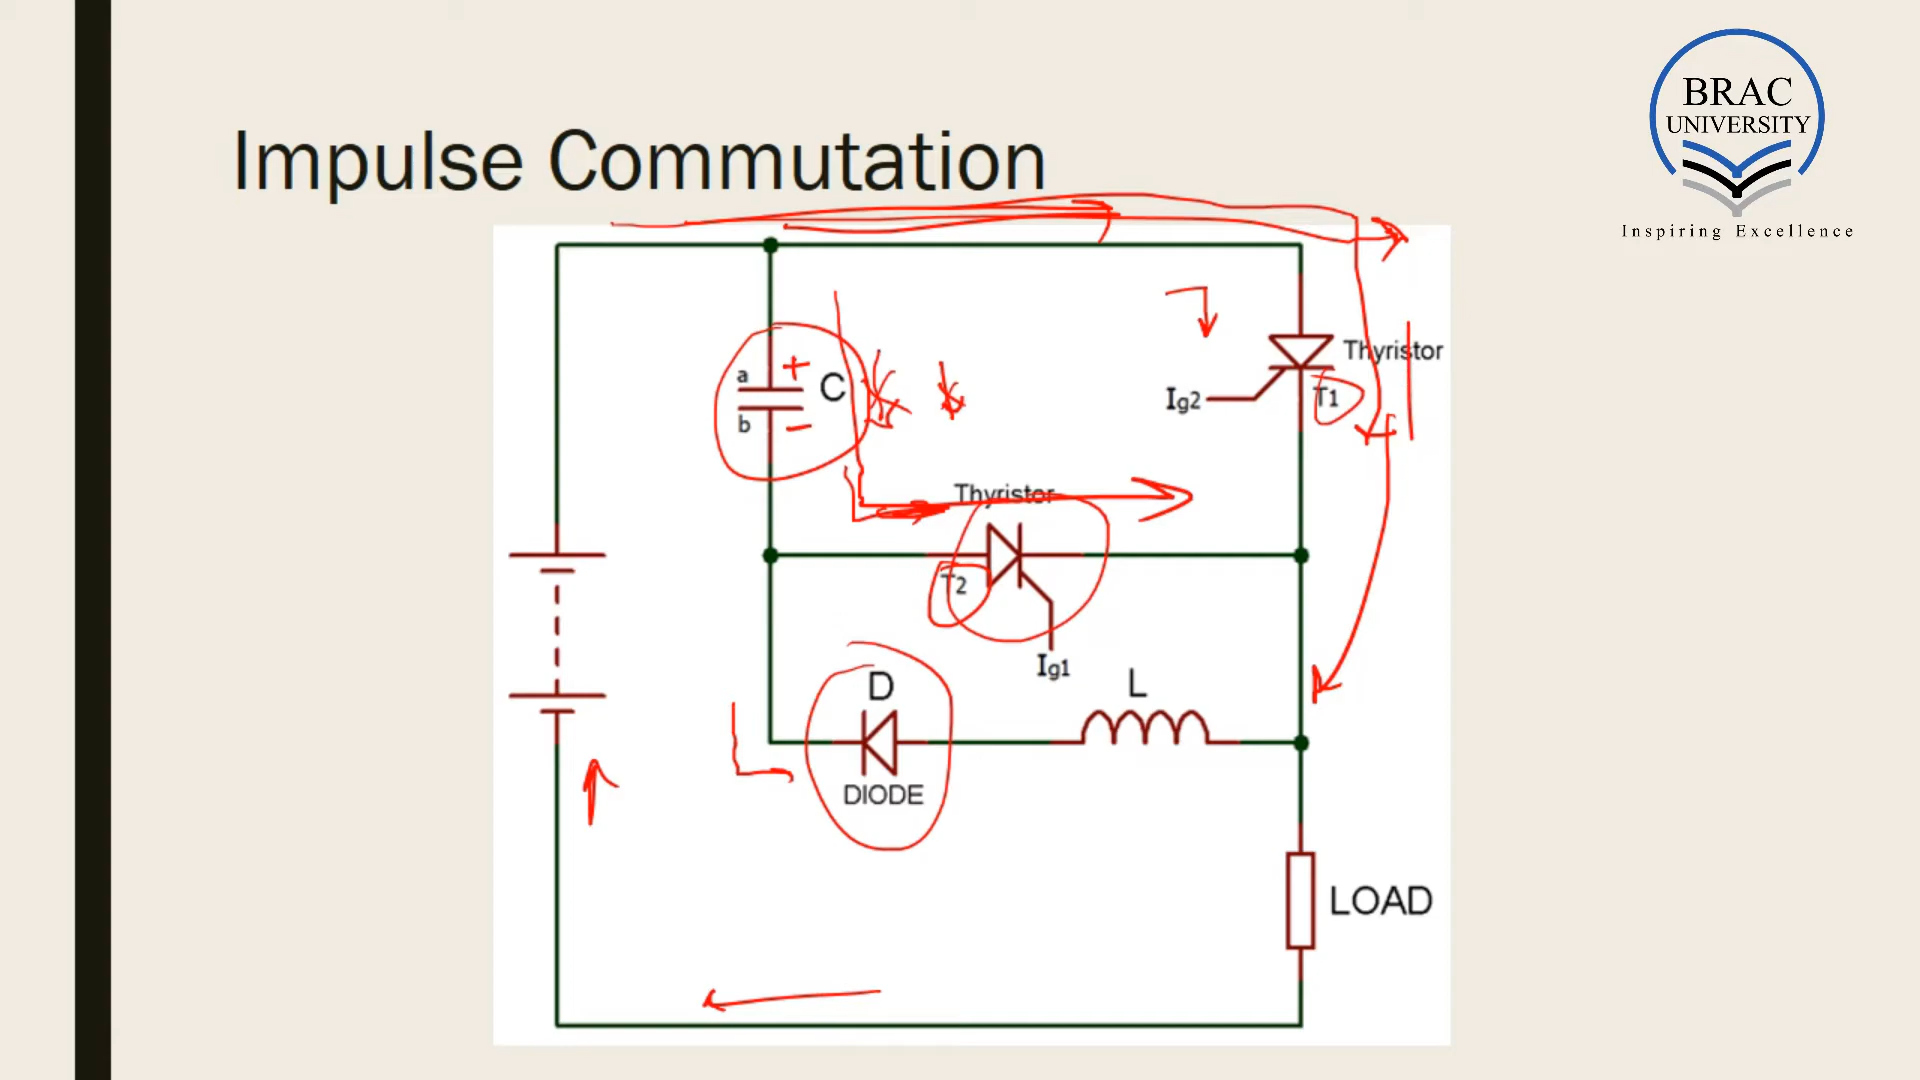 BRAC
UNIVERSITY
Inspiring Excellence
Impulse Commutation
a
+
C
b
−
Thyristor
Ig2
T1
Thyristor
T2
Ig1
D
L
DIODE
LOAD